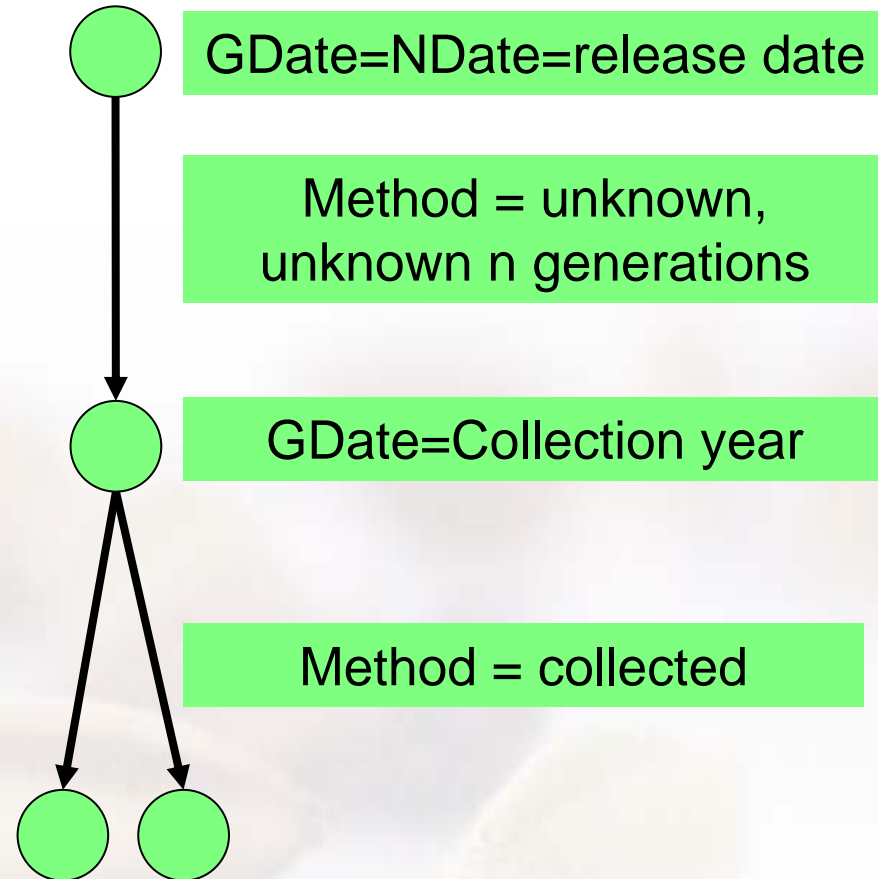 GDate=NDate=release date
Method = unknown,
unknown n generations
GDate=Collection year
Method = collected